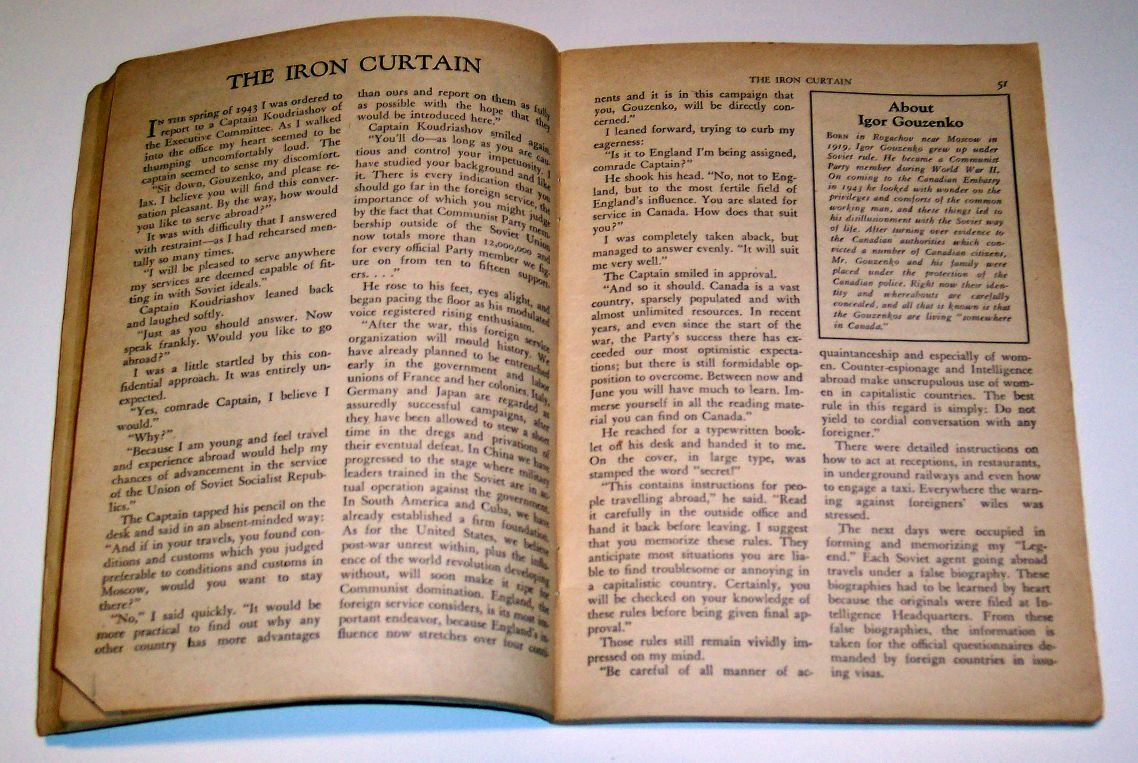 THE IRON CURTAIN
IN THE spring of 1943 I was ordered to
report to a Captain Koudriashov of
the Executive Committee. As I walked
into the office my heart seemed to be
thumping uncomfortably loud. The
captain seemed to sense my discomfort.
"Sit down, Gouzenko, and please re-
lax. I believe you will find this conver-
sation pleasant. By the way, how would
you like to serve abroad?"
It was with difficulty that I answered
with restraint—as I had rehearsed men-
tally so many times.
"I will be pleased to serve anywhere
my services are deemed capable of fit-
ting in with Soviet ideals."
Captain Koudriashov leaned back
and laughed softly.
"Just as you should answer. Now
speak frankly. Would you like to go
abroad?"
I was a little startled by this con-
fidential approach. It was entirely un-
expected.
"Yes, comrade Captain, I believe I
would."
"Why?"
"Because I am young and feel travel
and experience abroad would help my
chances of advancement in the service
of the Union of Soviet Socialist Repub-
lics."
The Captain tapped his pencil on the
desk and said in an absent-minded way:
"And if in your travels, you found con-
ditions and customs which you judged
preferable to conditions and customs in
Moscow, would you want to stay
there?"
"No," I said quickly. "It would be
more practical to find out why any
other country has more advantages
than ours and report on them as fully
as possible with the hope that they
would be introduced here."
Captain Koudriashov smiled again.
"You'll do—as long as you are cau-
tious and control your impetuosity. I
have studied your background and like
it. There is every indication that you
should go far in the foreign service, the
importance of which you might judge
by the fact that Communist Party mem-
bership outside of the Soviet Union
now totals more than 12,000,000 and
for every official Party member we fig-
ure on from ten to fifteen support-
ers. . . ."
He rose to his feet, eyes alight, and
began pacing the floor as his modulated
voice registered rising enthusiasm.
"After the war, this foreign service
organization will mould history. We
have already planned to be entrenched
early in the government and labor
unions of France and her colonies. Italy,
Germany and Japan are regarded as
assuredly successful campaigns, after
they have been allowed to stew a short
time in the dregs and privations of
their eventual defeat. In China we have
progressed to the stage where military
leaders trained in the Soviet are in ac-
tual operation against the government.
In South America and Cuba, we have
already established a firm foundation.
As for the United States, we believe
post-war unrest within, plus the influ-
ence of the world revolution developing
without, will soon make it ripe for
Communist domination. England, the
foreign service considers, is its most im-
portant endeavor, because England's in-
fluence now stretches over four conti-
THE IRON CURTAIN
51
nents and it is in this campaign that
you, Gouzenko, will be directly con-
cerned."
I leaned forward, trying to curb my
eagerness:
"Is it to England I'm being assigned,
comrade Captain?"
He shook his head. "No, not to Eng-
land, but to the most fertile field of
England's influence. You are slated for
service in Canada. How does that suit
you?"
I was completely taken aback, but
managed to answer evenly. "It will suit
me very well."
The Captain smiled in approval.
"And so it should. Canada is a vast
country, sparsely populated and with
almost unlimited resources. In recent
years, and even since the start of the
war, the Party's success there has ex-
ceeded our most optimistic expecta-
tions; but there is still formidable op-
position to overcome. Between now and
June you will have much to learn. Im-
merse yourself in all the reading mate-
rial you can find on Canada."
He reached for a typewritten book-
let off his desk and handed it to me.
On the cover, in large type, was
stamped the word "secret!"
"This contains instructions for peo-
ple travelling abroad," he said. "Read
it carefully in the outside office and
hand it back before leaving. I suggest
that you memorize these rules. They
anticipate most situations you are lia-
ble to find troublesome or annoying in
a capitalistic country. Certainly, you
will be checked on your knowledge of
these rules before being given final ap-
proval."
Those rules still remain vividly im-
pressed on my mind.
"Be careful of all manner of ac-
About
Igor Gouzenko
BORN in Rogachov near Moscow in
1919, Igor Gouzenko grew up under
Soviet rule. He became a Communist
Party member during World War II.
On coming to the Canadian Embassy
in 1943 he looked with wonder on the
privileges and comforts of the common
working man, and these things led to
his disillusionment with the Soviet way
of life. After turning over evidence to
the Canadian authorities which con-
victed a number of Canadian citizens,
Mr. Gouzenko and his family were
placed under the protection of the
Canadian police. Right now their iden-
tity and whereabouts are carefully
concealed, and all that is known is that
the Gouzenkos are living "somewhere
in Canada."
quaintanceship and especially of wom-
en. Counter-espionage and Intelligence
abroad make unscrupulous use of wom-
en in capitalistic countries. The best
rule in this regard is simply: Do not
yield to cordial conversation with any
foreigner."
There were detailed instructions on
how to act at receptions, in restaurants,
in underground railways and even how
to engage a taxi. Everywhere the warn-
ing against foreigners' wiles was
stressed.
The next days were occupied in
forming and memorizing my "Leg-
end." Each Soviet agent going abroad
travels under a false biography. These
biographies had to be learned by heart
because the originals were filed at In-
telligence Headquarters. From these
false biographies, the information is
taken for the official questionnaires de-
manded by foreign countries in issu-
ing visas.